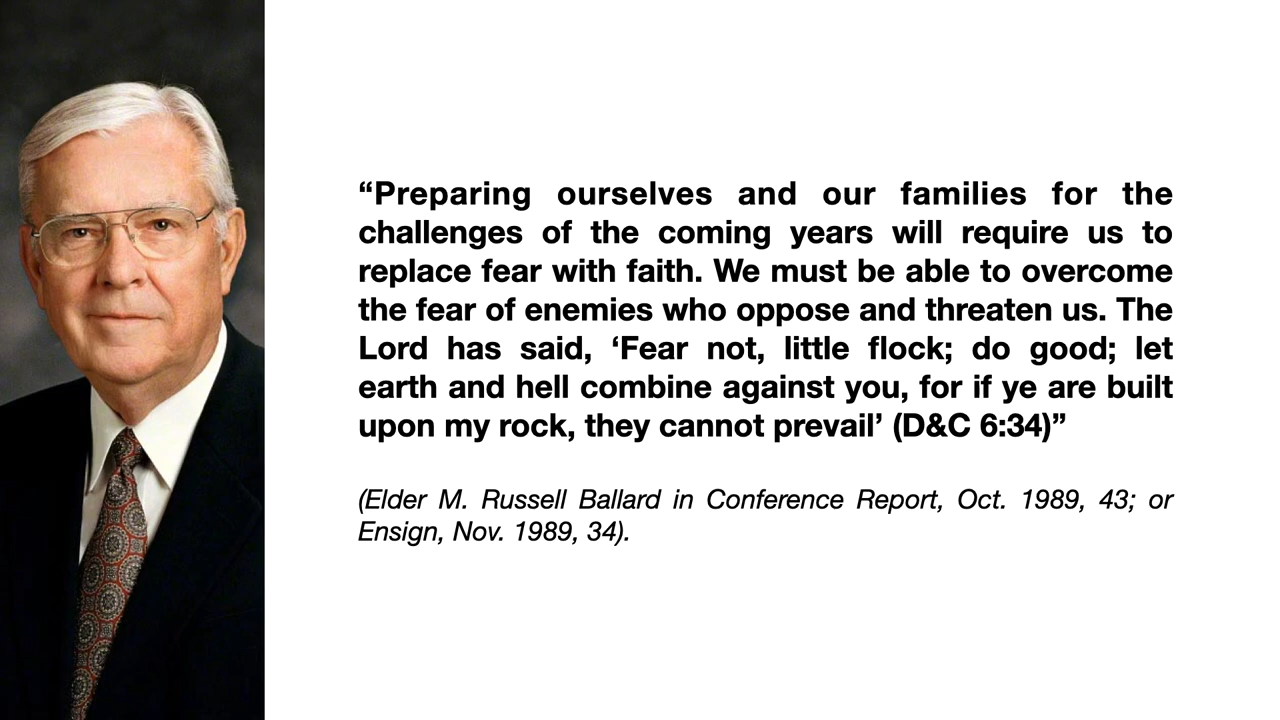 “Preparing ourselves and our families for the
challenges of the coming years will require us to
replace fear with faith. We must be able to overcome
the fear of enemies who oppose and threaten us. The
Lord has said, ‘Fear not, little flock; do good; let
earth and hell combine against you, for if ye are built
upon my rock, they cannot prevail’ (D&C 6:34)”
(Elder M. Russell Ballard in Conference Report, Oct. 1989, 43; or
Ensign, Nov. 1989, 34).